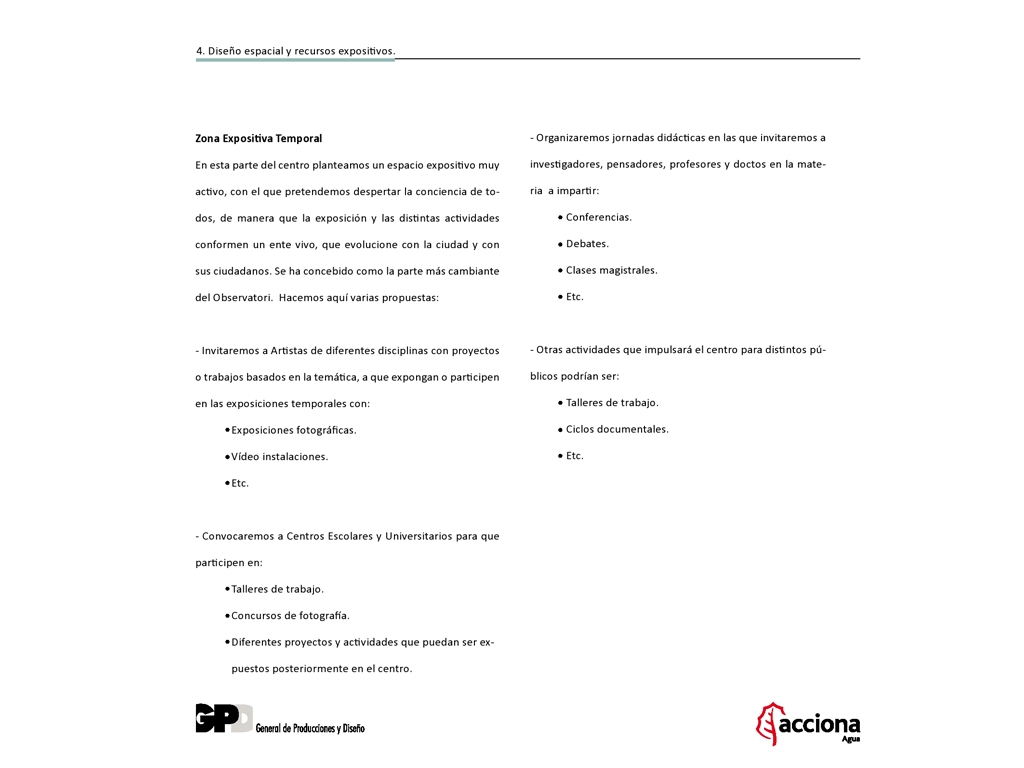 4. Diseño espacial y recursos expositivos.
Zona Expositiva Temporal
En esta parte del centro planteamos un espacio expositivo muy
activo, con el que pretendemos despertar la conciencia de to-
dos, de manera que la exposición y las distintas actividades
conformen un ente vivo, que evolucione con la ciudad y con
sus ciudadanos. Se ha concebido como la parte más cambiante
del Observatori.  Hacemos aquí varias propuestas:
- Invitaremos a Artistas de diferentes disciplinas con proyectos
o trabajos basados en la temática, a que expongan o participen
en las exposiciones temporales con:
•Exposiciones fotográficas.
•Vídeo instalaciones.
•Etc.
- Convocaremos a Centros Escolares y Universitarios para que
participen en:
•Talleres de trabajo.
•Concursos de fotografía.
•Diferentes proyectos y actividades que puedan ser ex-
puestos posteriormente en el centro.
- Organizaremos jornadas didácticas en las que invitaremos a
investigadores, pensadores, profesores y doctos en la mate-
ria  a impartir:
• Conferencias.
• Debates.
• Clases magistrales.
• Etc.
- Otras actividades que impulsará el centro para distintos pú-
blicos podrían ser:
• Talleres de trabajo.
• Ciclos documentales.
• Etc.
GPD General de Producciones y Diseño
acciona
Agua